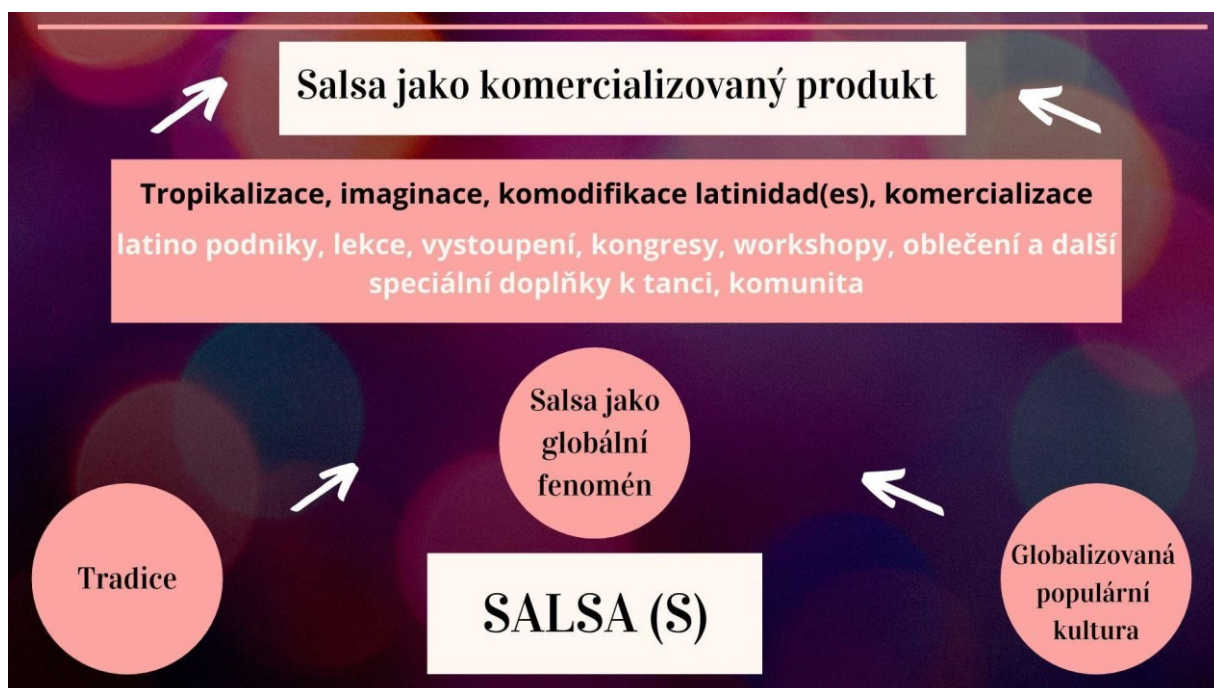 Salsa jako komercializovaný produkt
Tropikalizace, imaginace, komodifikace latinidad(es), komercializace
latino podniky, lekce, vystoupení, kongresy, workshopy, oblečení a další
speciální doplňky k tanci, komunita
Salsa jako
globální
fenomén
Tradice
SALSA (S)
Globalizovaná
populární
kultura